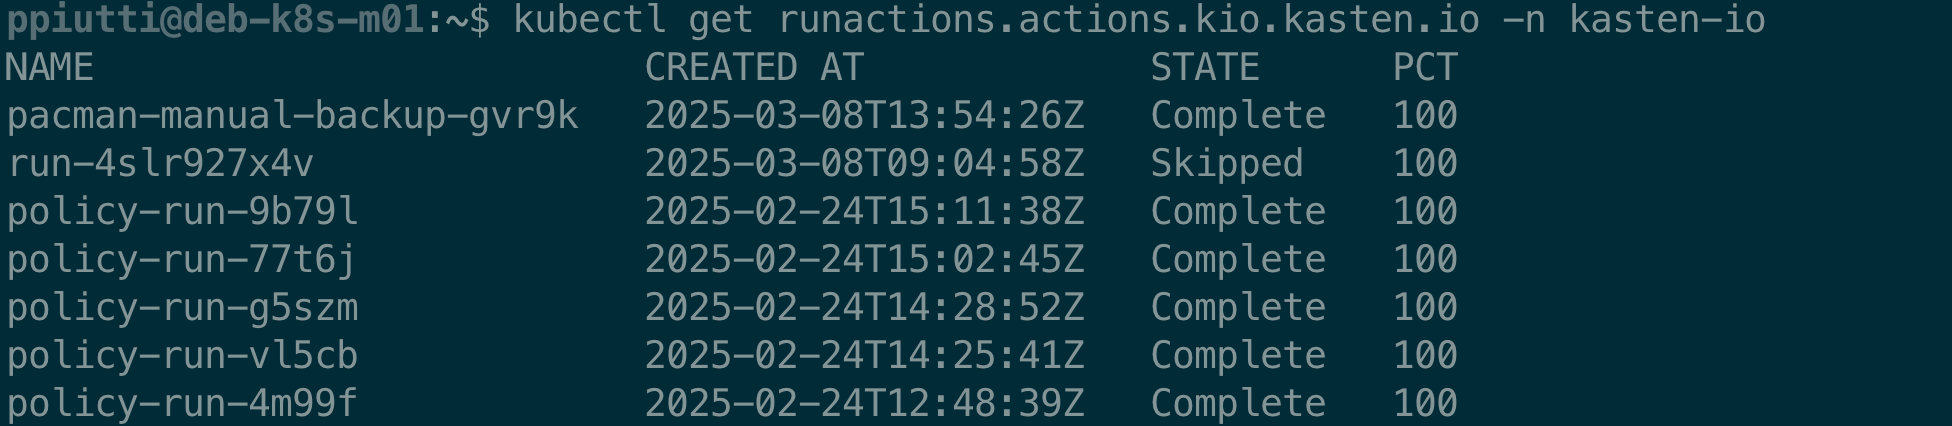 ppiutti@deb-k8s-m01:~$ kubectl get runactions.actions.kio.kasten.io -n kasten-io
NAME                         CREATED AT             STATE      PCT
pacman-manual-backup-gvr9k   2025-03-08T13:54:26Z   Complete   100
run-4slr927x4v               2025-03-08T09:04:58Z   Skipped    100
policy-run-9b79l             2025-02-24T15:11:38Z   Complete   100
policy-run-77t6j             2025-02-24T15:02:45Z   Complete   100
policy-run-g5szm             2025-02-24T14:28:52Z   Complete   100
policy-run-vl5cb             2025-02-24T14:25:41Z   Complete   100
policy-run-4m99f             2025-02-24T12:48:39Z   Complete   100